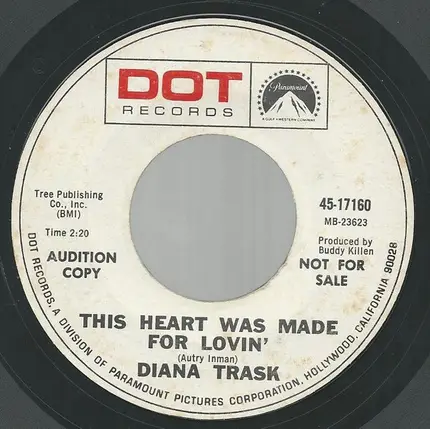 DOT
RECORDS
Paramount
A GULF+WESTERN COMPANY
Tree Publishing
Co., Inc.
(BMI)
Time 2:20
AUDITION
COPY
45-17160
MB-23623
Produced by
Buddy Killen
NOT FOR
SALE
THIS HEART WAS MADE
FOR LOVIN'
(Autry Inman)
DIANA TRASK
DOT RECORDS, A DIVISION OF PARAMOUNT PICTURES CORPORATION, HOLLYWOOD, CALIFORNIA 90028